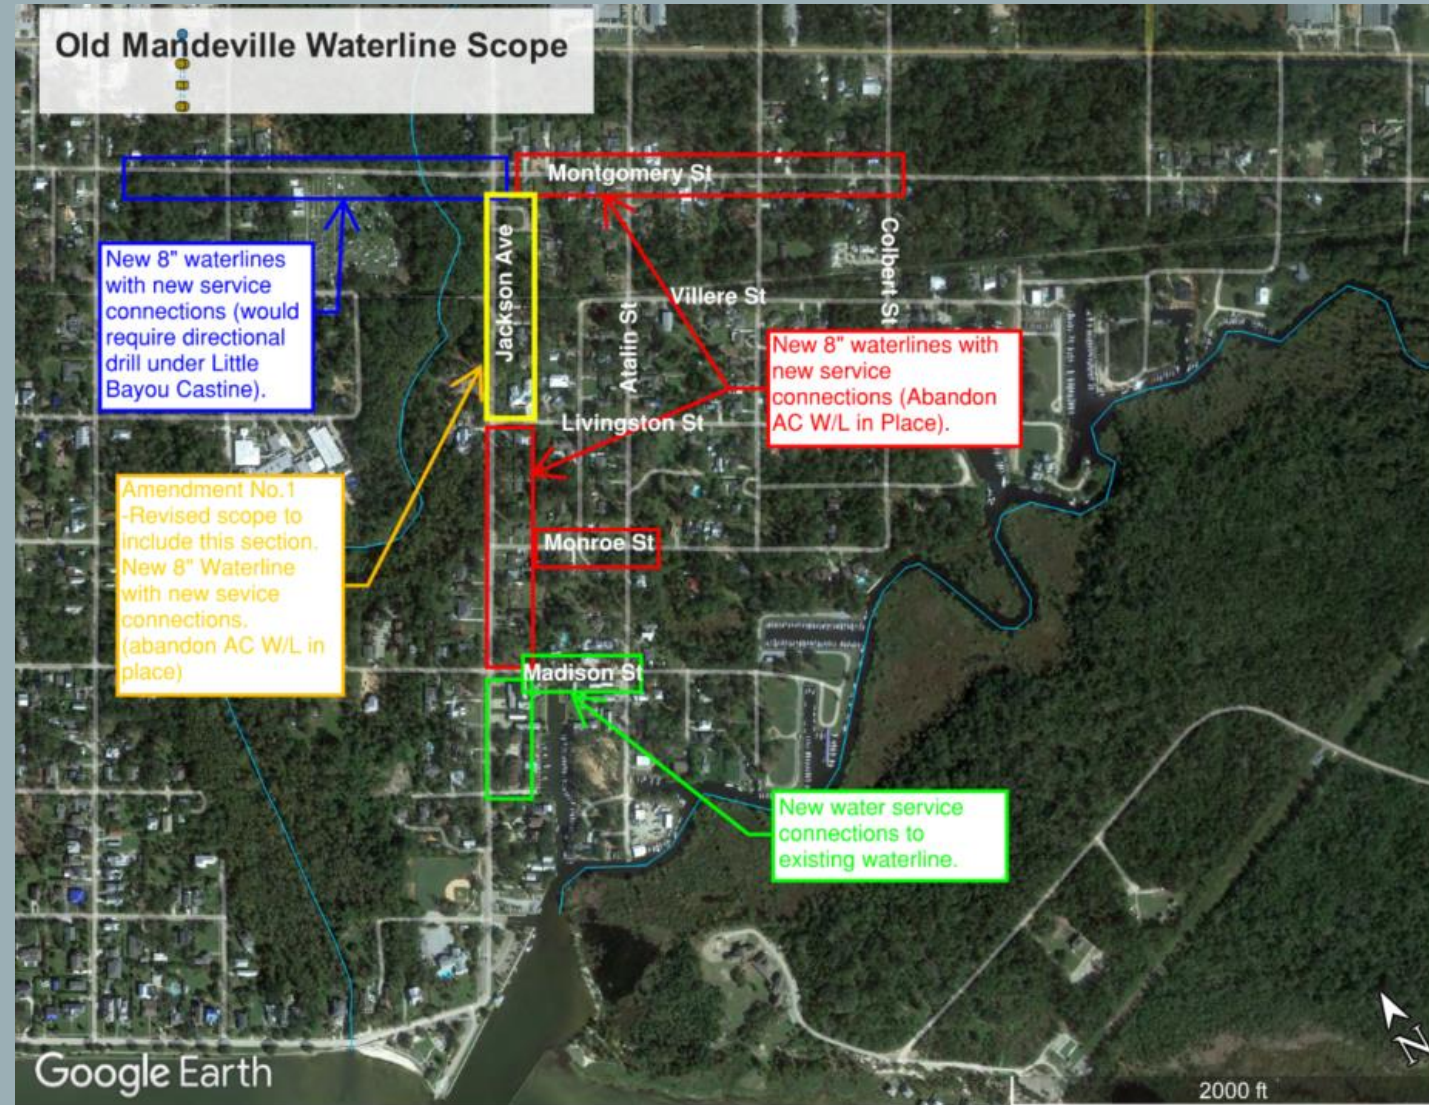 Old Mandeville Waterline Scope
Montgomery St
Jackson Ave
Colbert St
New 8" waterlines
with new service
connections (would
require directional
drill under Little
Bayou Castine).
Villere St
Atalin St
New 8" waterlines with
new service
connections (Abandon
AC W/L in Place).
Livingston St
Amendment No.1
-Revised scope to
include this section.
New 8" Waterline
with new sevice
connections.
(abandon AC W/L in
place)
Monroe St
Madison St
New water service
connections to
existing waterline.
N
Google Earth
2000 ft